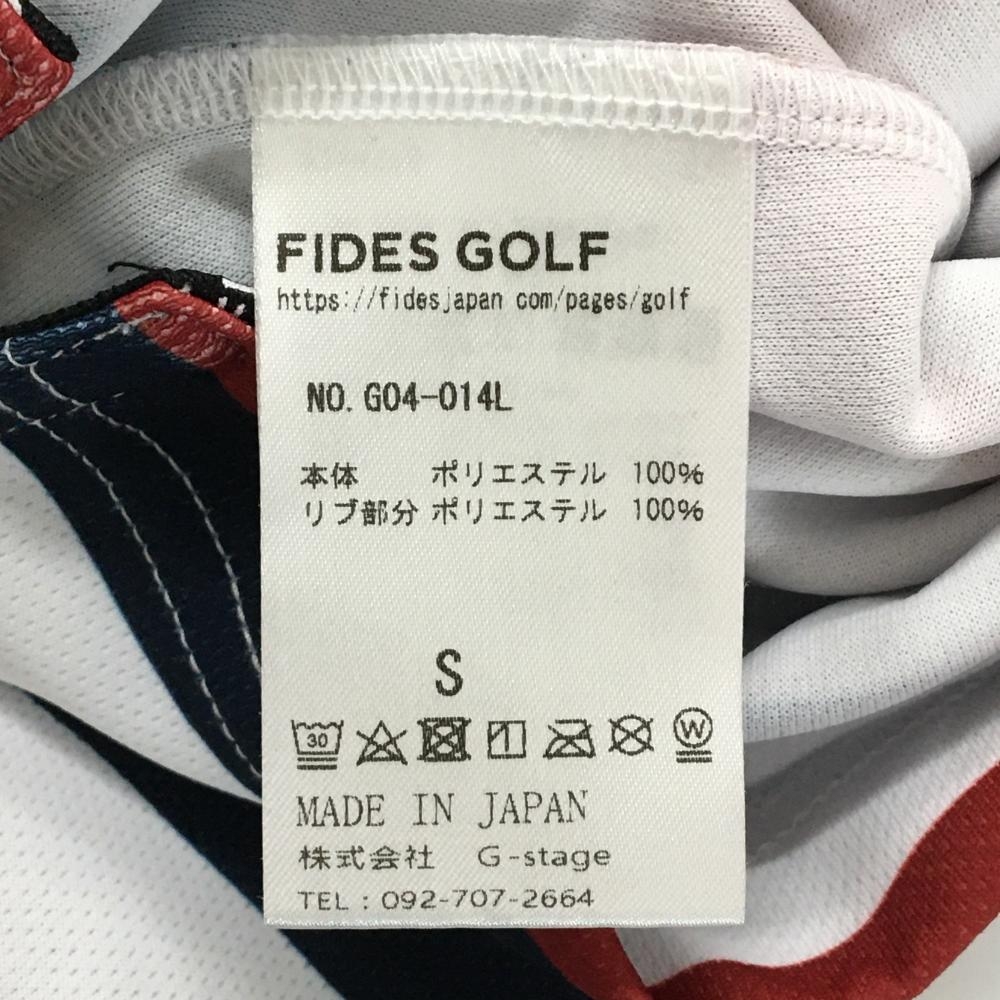 FIDES GOLF
https://fidesjapan com/pages/golf
NO. G04-014L
本体 ポリエステル 100%
リブ部分 ポリエステル 100%
S
30 W
MADE IN JAPAN
株式会社 G-stage
TEL : 092-707-2664